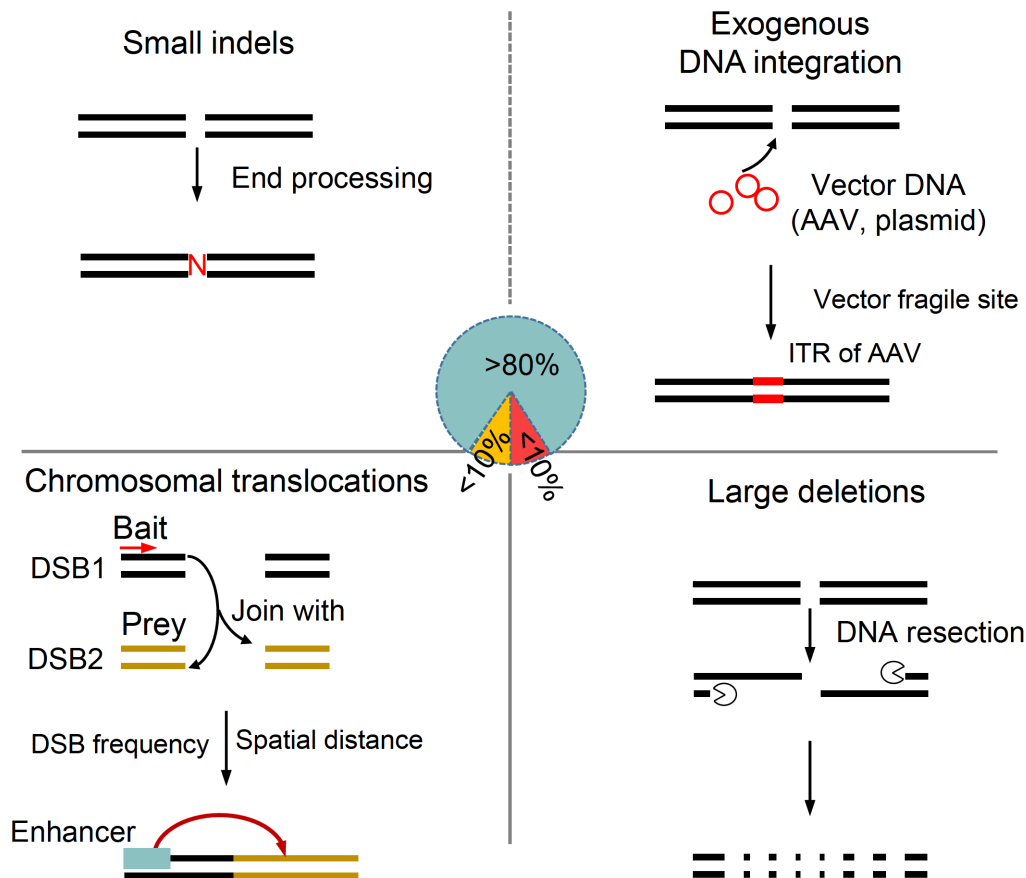 Small indels
End processing
N
Exogenous
DNA integration
Vector DNA
(AAV, plasmid)
Vector fragile site
ITR of AAV
>80%
<10%
<10%
Chromosomal translocations
Bait
DSB1
Join with
Prey
DSB2
DSB frequency
Spatial distance
Enhancer
Large deletions
DNA resection